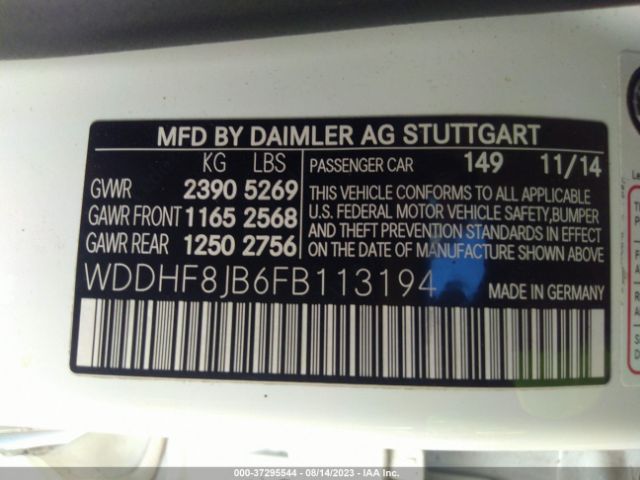 MFD BY DAIMLER AG STUTTGART
KG LBS PASSENGER CAR 149 11/14
GVWR 2390 5269 THIS VEHICLE CONFORMS TO ALL APPLICABLE
GAWR FRONT 1165 2568 U.S. FEDERAL MOTOR VEHICLE SAFETY,BUMPER
GAWR REAR 1250 2756 AND THEFT PREVENTION STANDARDS IN EFFECT
ON THE DATE OF MANUFACTURE SHOWN ABOVE
WDDHF8JB6FB113194 MADE IN GERMANY
000-37295544 / 08/14/2023 - © IAA Inc.